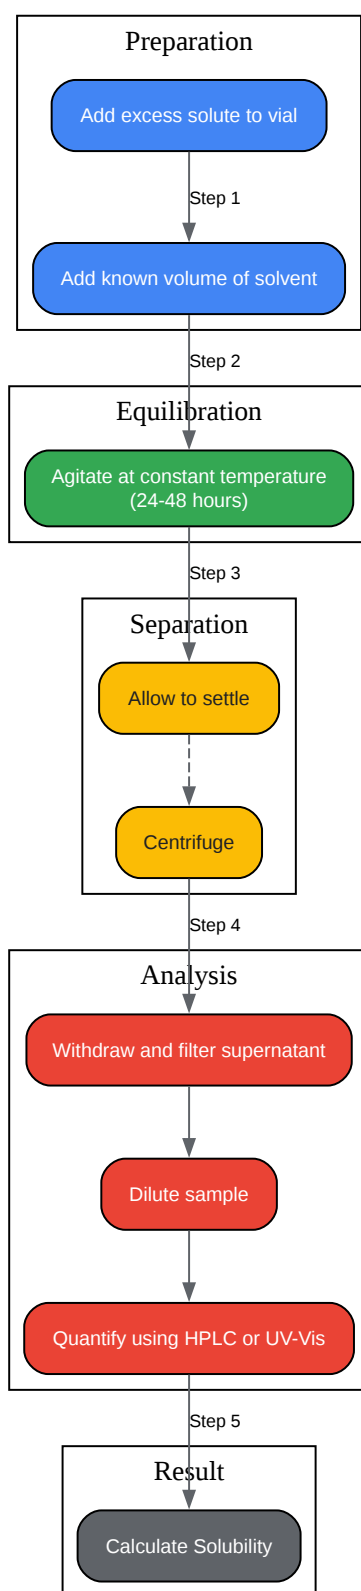 Preparation
Add excess solute to vial
Step 1
Add known volume of solvent
Step 2
Equilibration
Agitate at constant temperature
(24-48 hours)
Step 3
Separation
Allow to settle
Centrifuge
Step 4
Analysis
Withdraw and filter supernatant
Dilute sample
Quantify using HPLC or UV-Vis
Step 5
Result
Calculate Solubility